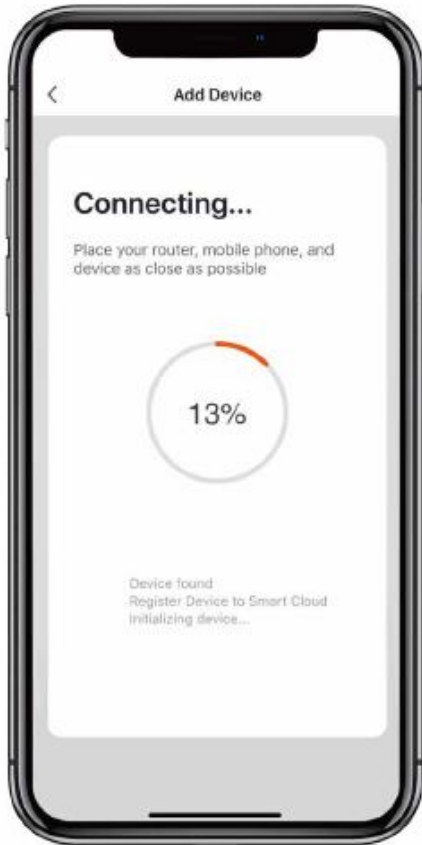 Add Device
Connecting...
Place your router, mobile phone, and
device as close as possible
13%
Device found
Register Device to Smart Cloud
Initializing device...